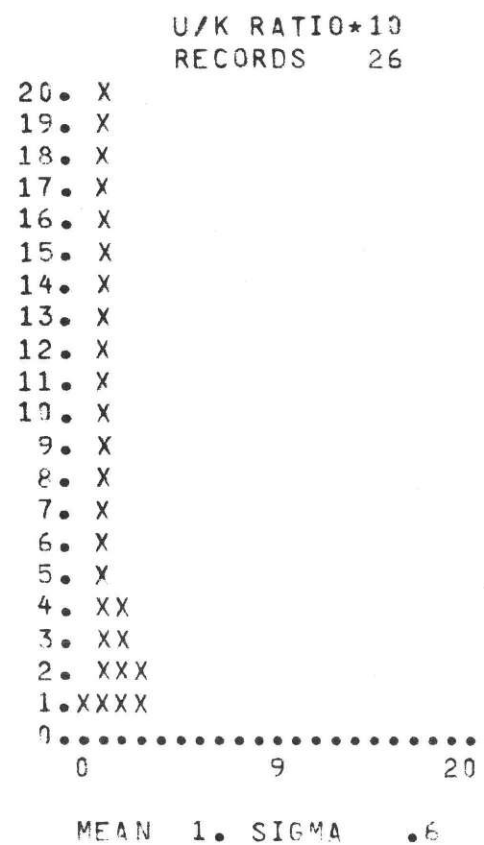 U/K RATIO*10
RECORDS 26
20. X
19. X
18. X
17. X
16. X
15. X
14. X
13. X
12. X
11. X
10. X
9. X
8. X
7. X
6. X
5. X
4. XX
3. XX
2. XXX
1.XXXX
0.....................
0 9 20
MEAN 1. SIGMA .6